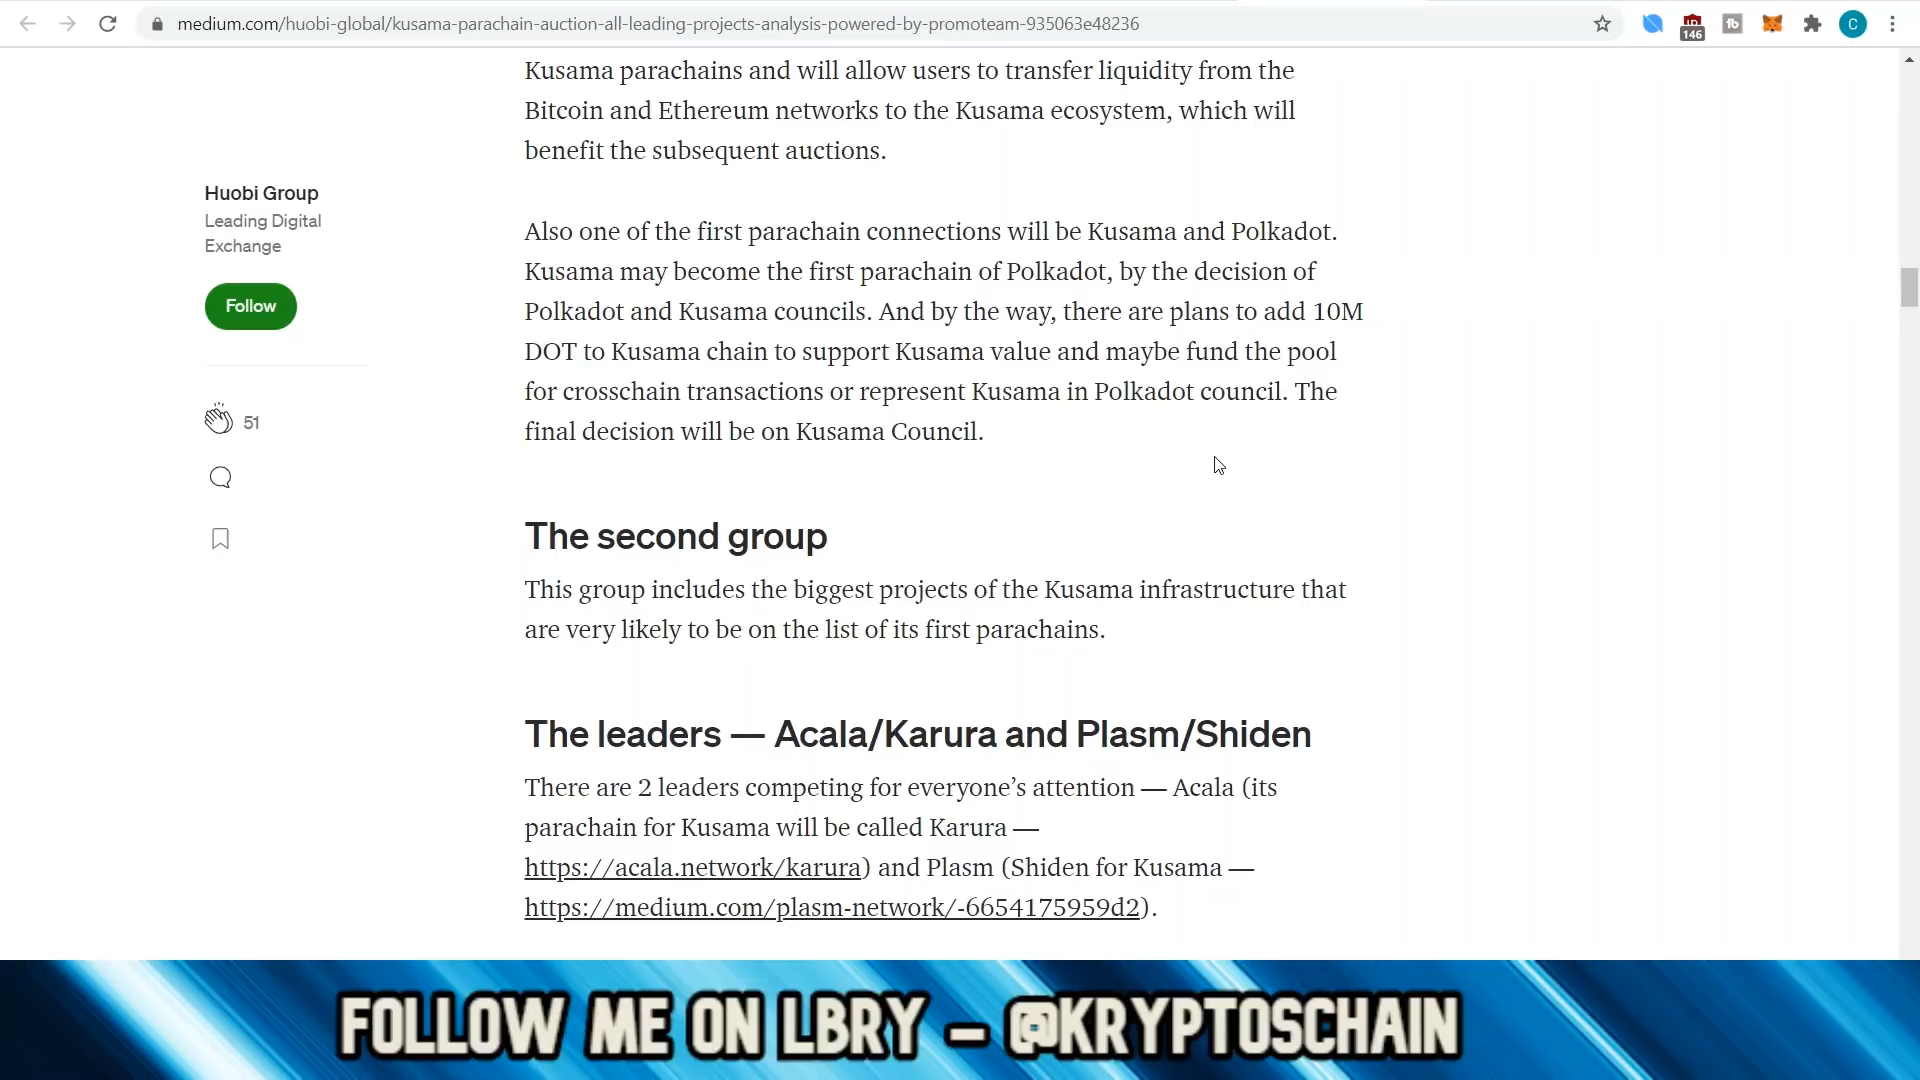 medium.com/huobi-global/kusama-parachain-auction-all-leading-projects-analysis-powered-by-promoteam-935063e48236
146
C
Kusama parachains and will allow users to transfer liquidity from the
Bitcoin and Ethereum networks to the Kusama ecosystem, which will
benefit the subsequent auctions.
Huobi Group
Leading Digital
Exchange
Follow
51
Also one of the first parachain connections will be Kusama and Polkadot.
Kusama may become the first parachain of Polkadot, by the decision of
Polkadot and Kusama councils. And by the way, there are plans to add 10M
DOT to Kusama chain to support Kusama value and maybe fund the pool
for crosschain transactions or represent Kusama in Polkadot council. The
final decision will be on Kusama Council.
The second group
This group includes the biggest projects of the Kusama infrastructure that
are very likely to be on the list of its first parachains.
The leaders — Acala/Karura and Plasm/Shiden
There are 2 leaders competing for everyone’s attention — Acala (its
parachain for Kusama will be called Karura —
https://acala.network/karura) and Plasm (Shiden for Kusama —
https://medium.com/plasm-network/-6654175959d2).
FOLLOW ME ON LBRY – @KRYPTOSCHAIN